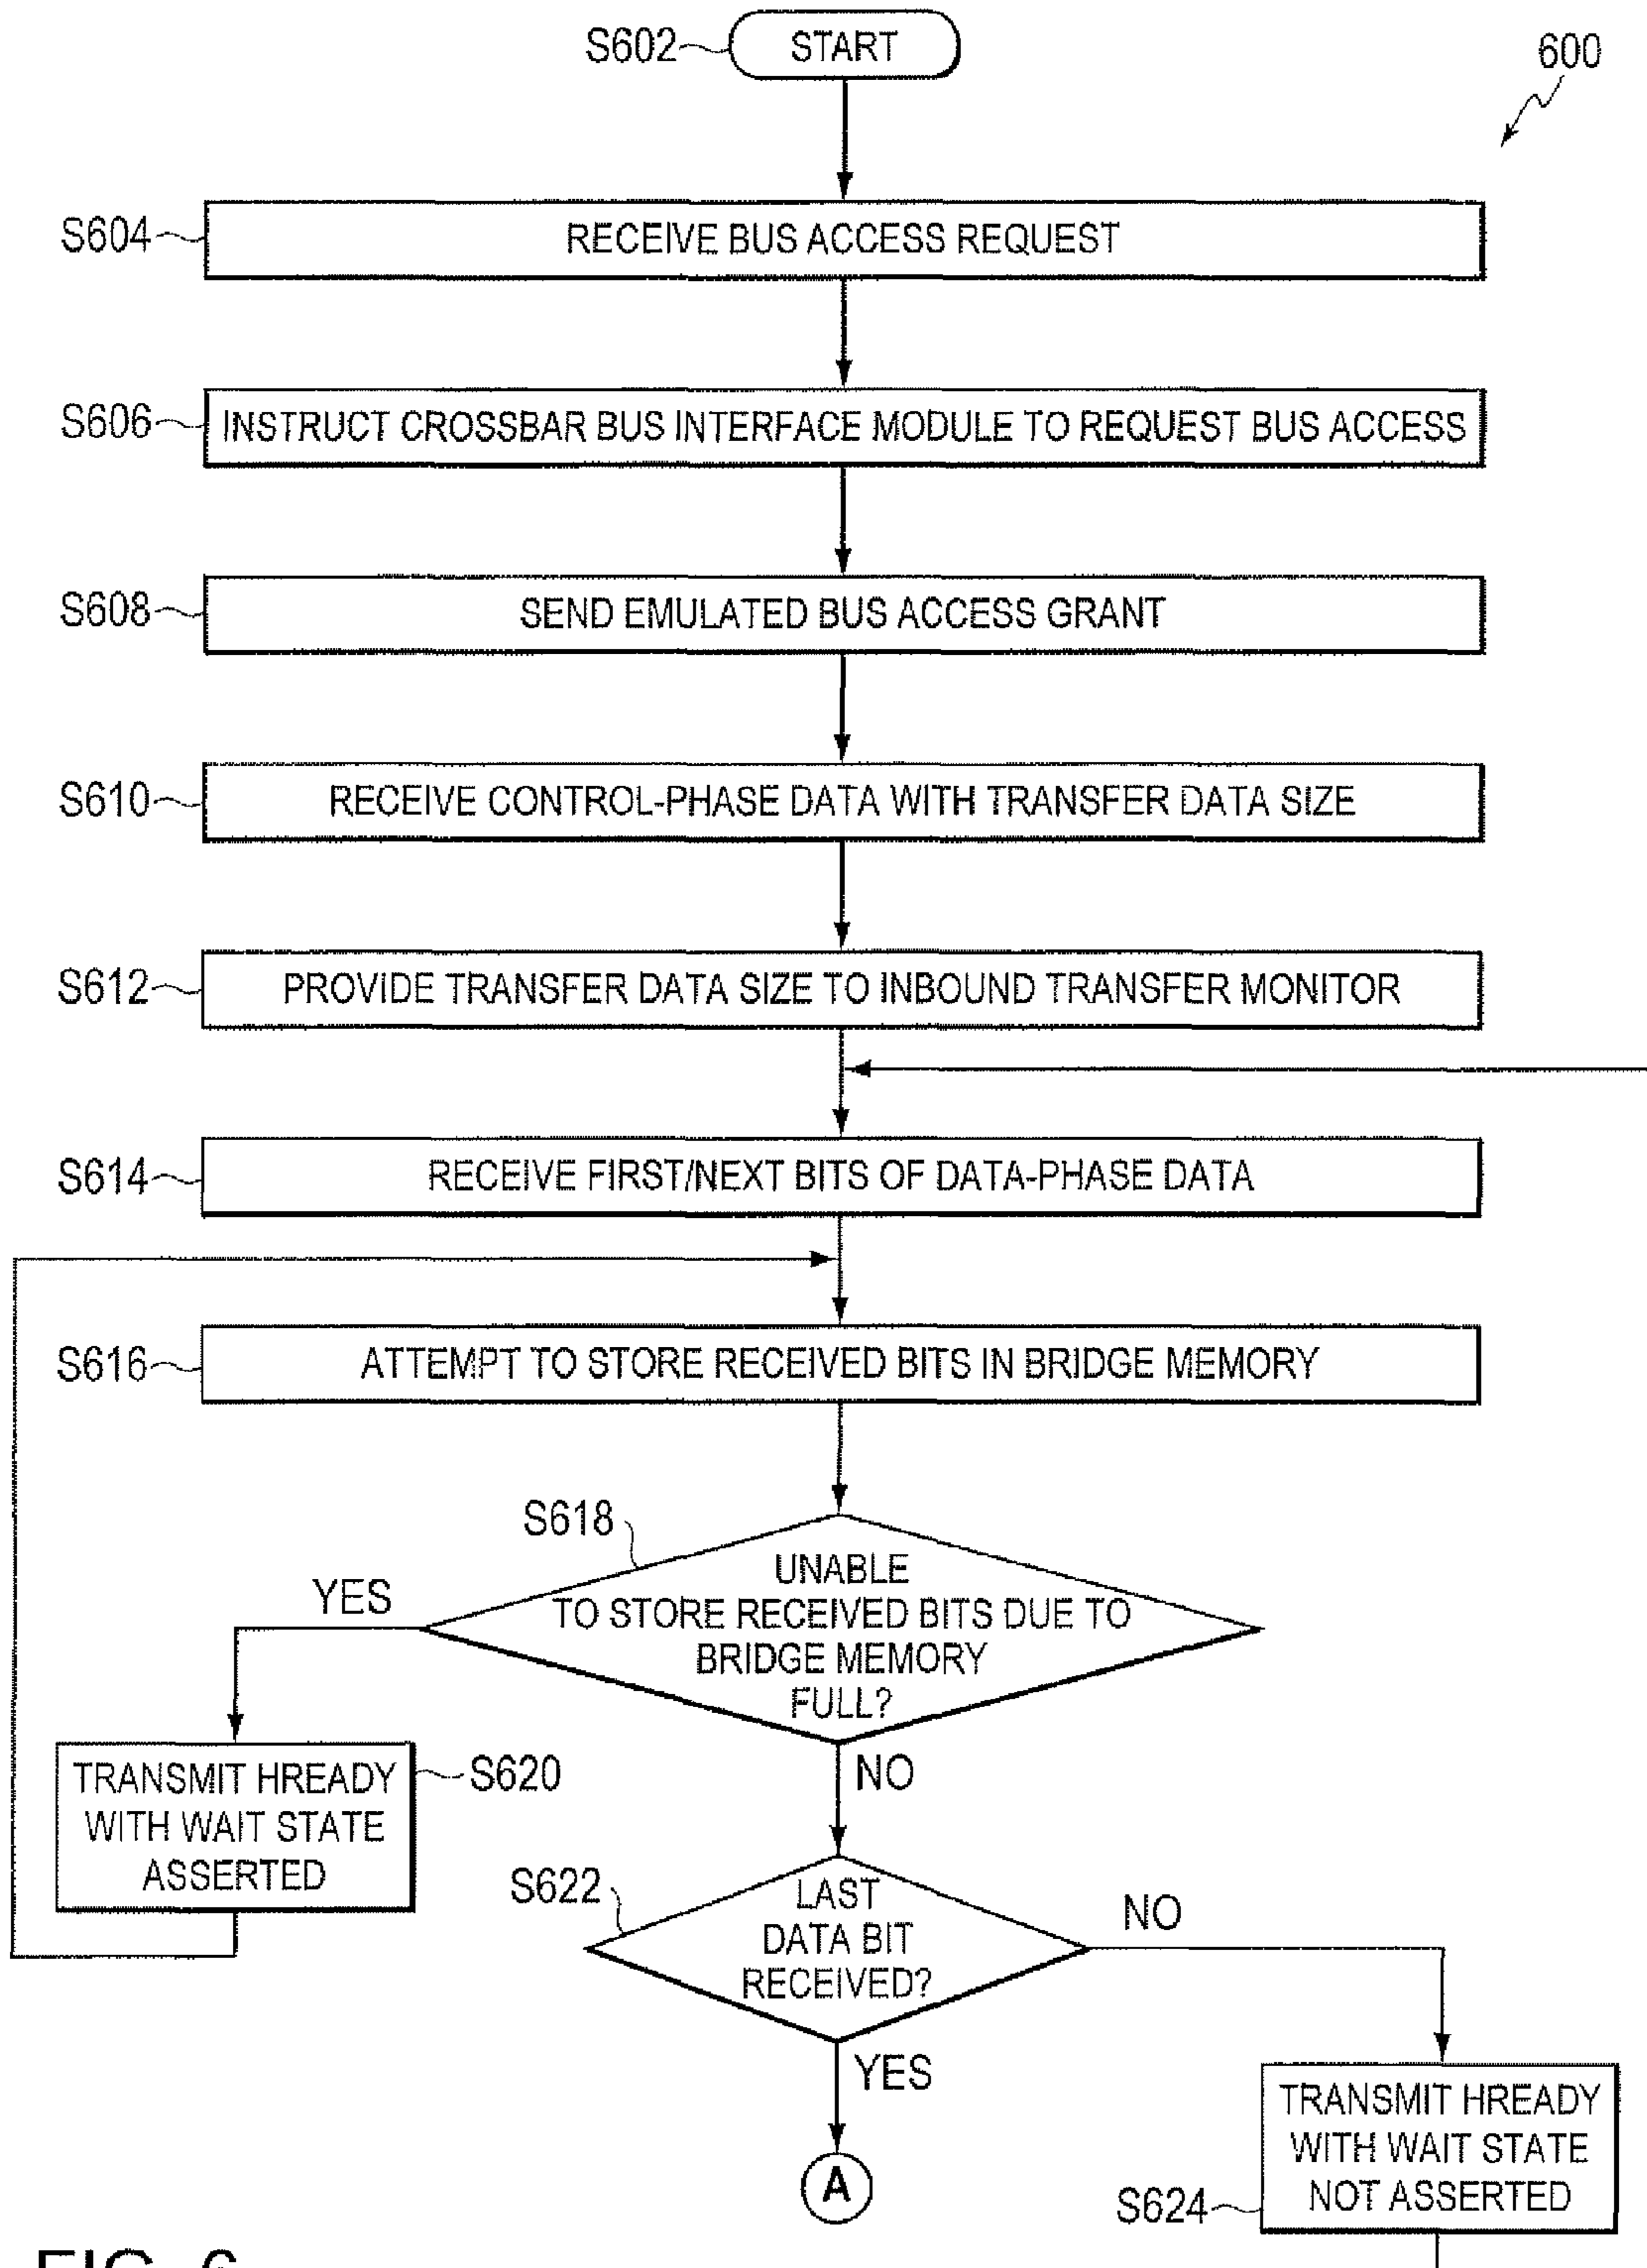 S602
START
600
S604
RECEIVE BUS ACCESS REQUEST
S606
INSTRUCT CROSSBAR BUS INTERFACE MODULE TO REQUEST BUS ACCESS
S608
SEND EMULATED BUS ACCESS GRANT
S610
RECEIVE CONTROL-PHASE DATA WITH TRANSFER DATA SIZE
S612
PROVIDE TRANSFER DATA SIZE TO INBOUND TRANSFER MONITOR
S614
RECEIVE FIRST/NEXT BITS OF DATA-PHASE DATA
S616
ATTEMPT TO STORE RECEIVED BITS IN BRIDGE MEMORY
S618
UNABLE
TO STORE RECEIVED BITS DUE TO
BRIDGE MEMORY
FULL?
YES
NO
TRANSMIT HREADY
WITH WAIT STATE
ASSERTED
S620
S622
LAST
DATA BIT
RECEIVED?
NO
YES
A
TRANSMIT HREADY
WITH WAIT STATE
NOT ASSERTED
S624
FIG. 6